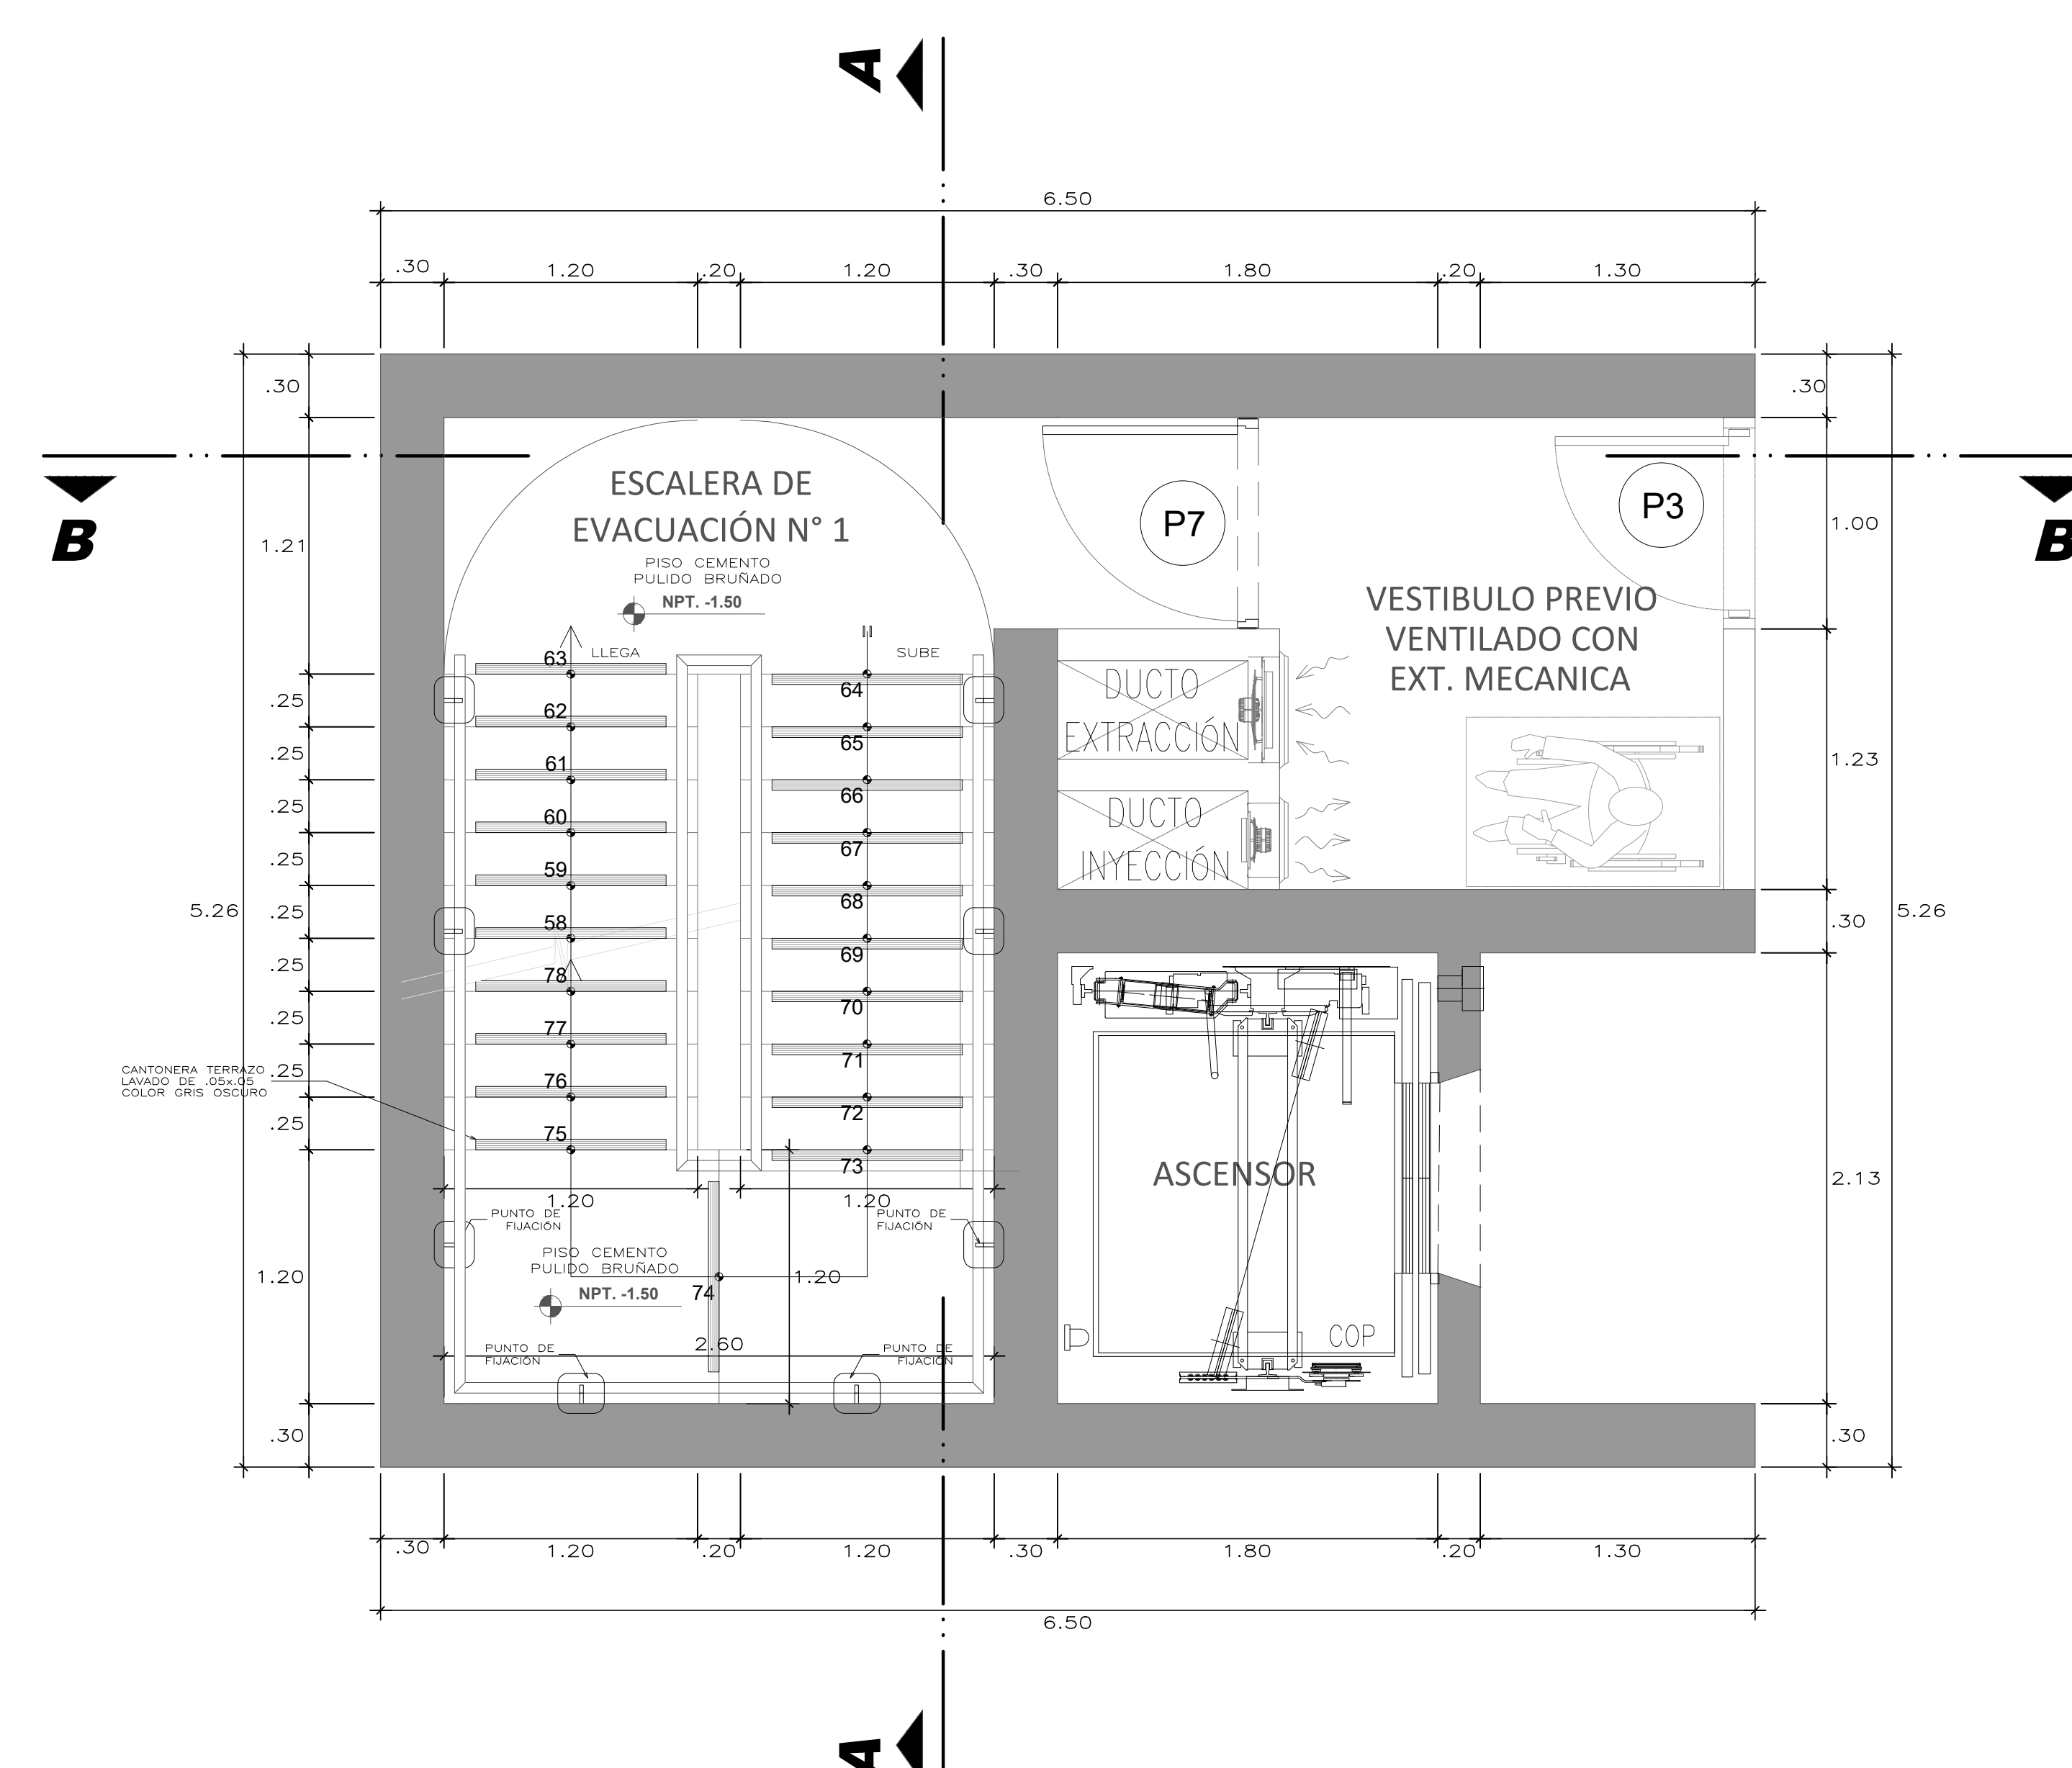 A
6.50
.30 1.20 .20 1.20 .30 1.80 .20 1.30
.30
.30
B
B
1.21
1.00
ESCALERA DE
EVACUACIÓN N° 1
PISO CEMENTO
PULIDO BRUÑADO
NPT. -1.50
P7
P3
VESTIBULO PREVIO
VENTILADO CON
EXT. MECANICA
LLEGA
SUBE
63
64
DUCTO
EXTRACCIÓN
.25
62
65
.25
61
66
1.23
.25
60
67
DUCTO
INYECCIÓN
.25
59
68
5.26
.25
58
69
.30
5.26
.25
78
70
.25
77
71
CANTONERA TERRAZO
LAVADO DE .05x.05
COLOR GRIS OSCURO
.25
76
72
.25
75
73
ASCENSOR
2.13
1.20
1.20
PUNTO DE
FIJACIÓN
PUNTO DE
FIJACIÓN
PISO CEMENTO
PULIDO BRUÑADO
NPT. -1.50
1.20
74
1.20
2.60
COP
PUNTO DE
FIJACIÓN
PUNTO DE
FIJACIÓN
.30
.30
.30 1.20 .20 1.20 .30 1.80 .20 1.30
6.50
A